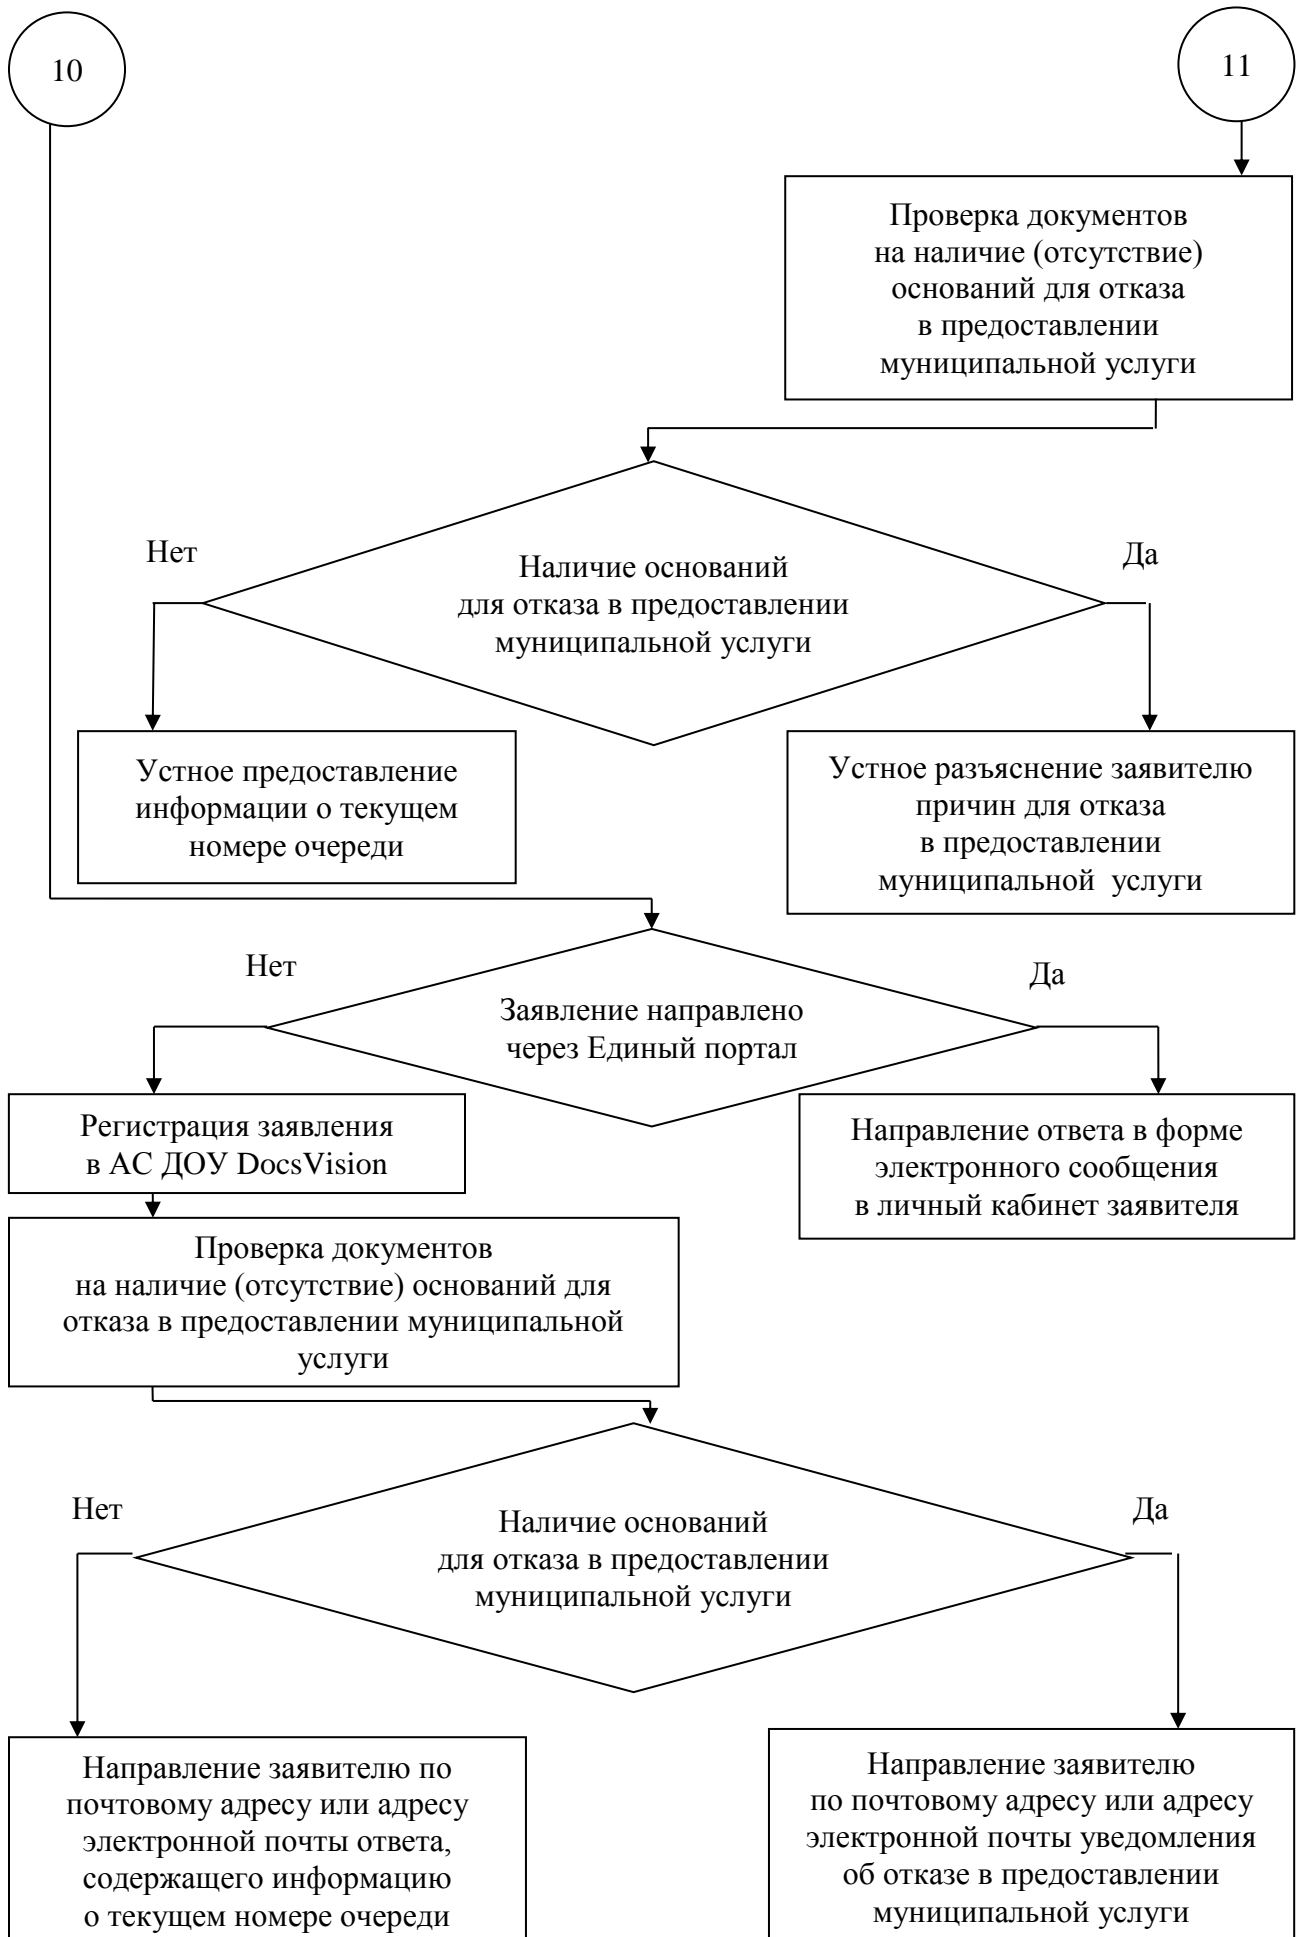 10
11
Проверка документов
на наличие (отсутствие)
оснований для отказа
в предоставлении
муниципальной услуги
Нет
Да
Наличие оснований
для отказа в предоставлении
муниципальной услуги
Устное предоставление
информации о текущем
номере очереди
Устное разъяснение заявителю
причин для отказа
в предоставлении
муниципальной услуги
Нет
Да
Заявление направлено
через Единый портал
Регистрация заявления
в АС ДОУ DocsVision
Направление ответа в форме
электронного сообщения
в личный кабинет заявителя
Проверка документов
на наличие (отсутствие) оснований для
отказа в предоставлении муниципальной
услуги
Нет
Да
Наличие оснований
для отказа в предоставлении
муниципальной услуги
Направление заявителю по
почтовому адресу или адресу
электронной почты ответа,
содержащего информацию
о текущем номере очереди
Направление заявителю
по почтовому адресу или адресу
электронной почты уведомления
об отказе в предоставлении
муниципальной услуги